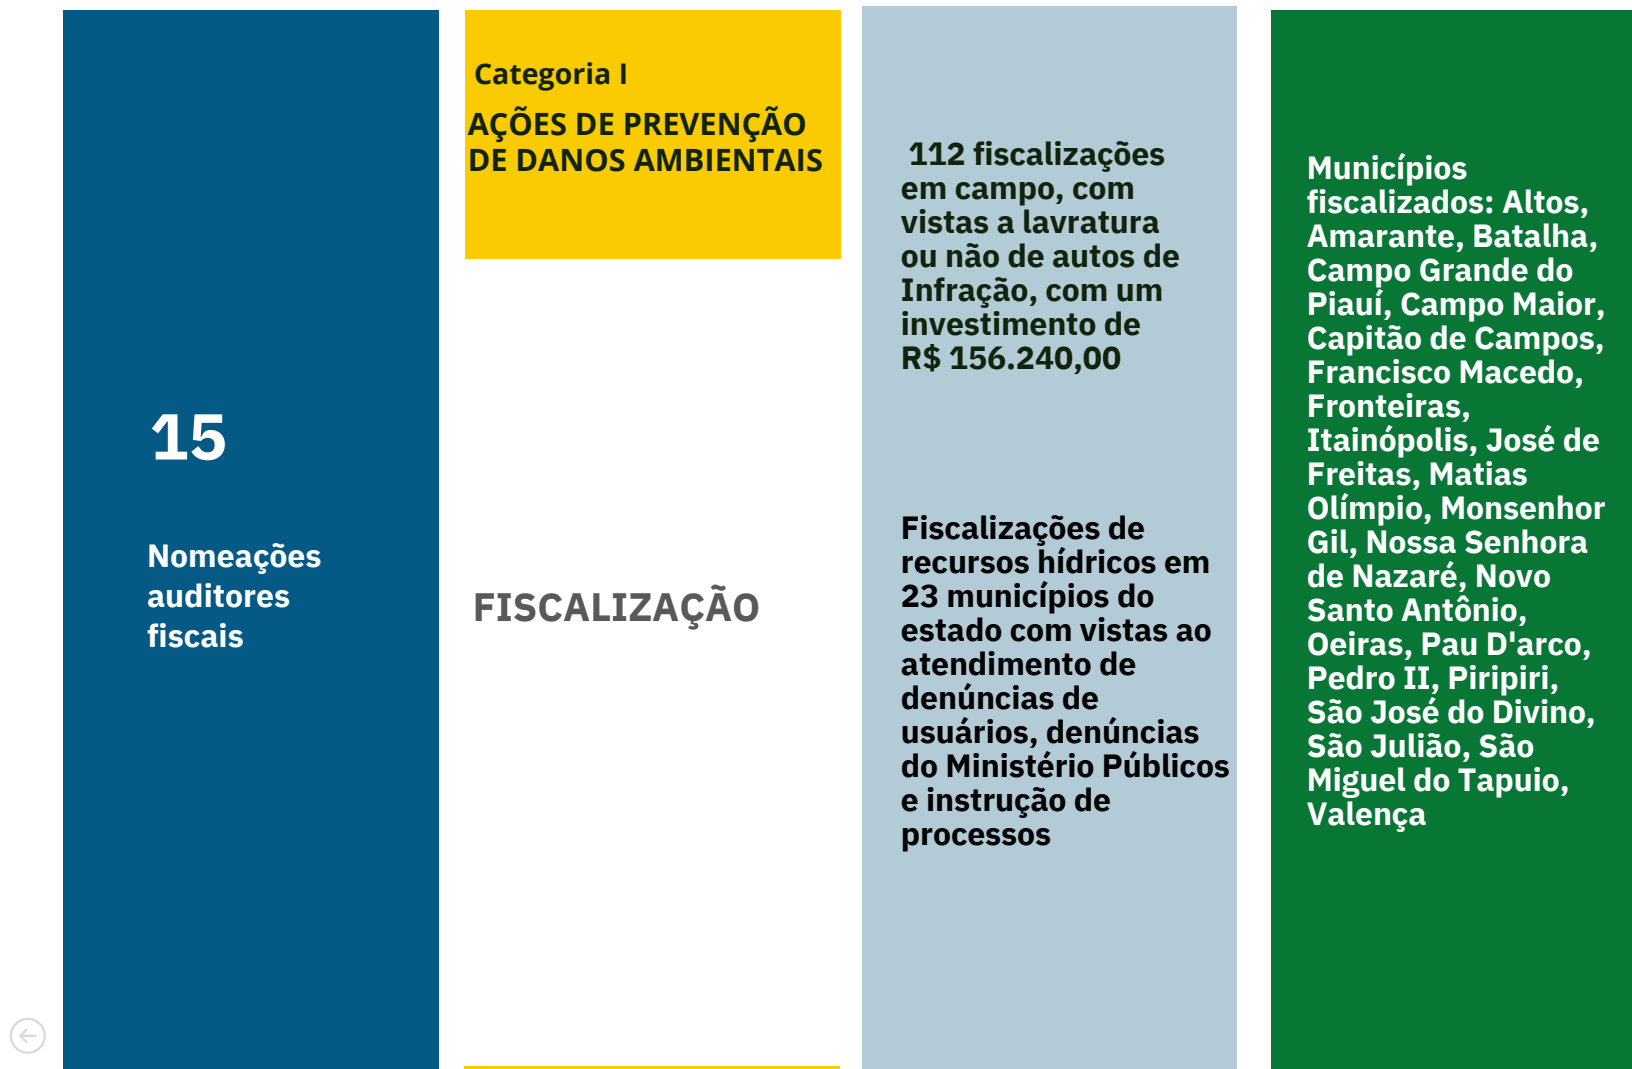 15
Nomeações
auditores
fiscais
Categoria I
AÇÕES DE PREVENÇÃO
DE DANOS AMBIENTAIS
FISCALIZAÇÃO
112 fiscalizações
em campo, com
vistas a lavratura
ou não de autos de
Infração, com um
investimento de
R$ 156.240,00
Fiscalizações de
recursos hídricos em
23 municípios do
estado com vistas ao
atendimento de
denúncias de
usuários, denúncias
do Ministério Públicos
e instrução de
processos
Municípios
fiscalizados: Altos,
Amarante, Batalha,
Campo Grande do
Piauí, Campo Maior,
Capitão de Campos,
Francisco Macedo,
Fronteiras,
Itainópolis, José de
Freitas, Matias
Olímpio, Monsenhor
Gil, Nossa Senhora
de Nazaré, Novo
Santo Antônio,
Oeiras, Pau D'arco,
Pedro II, Piripiri,
São José do Divino,
São Julião, São
Miguel do Tapuio,
Valença